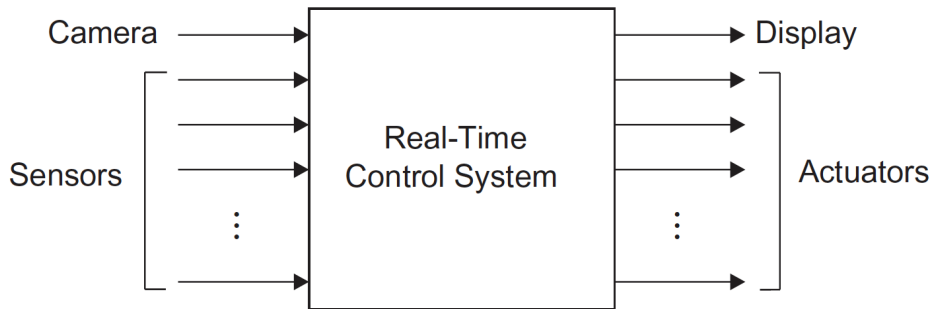 Camera
Display
Sensors
Real-Time
Control System
Actuators